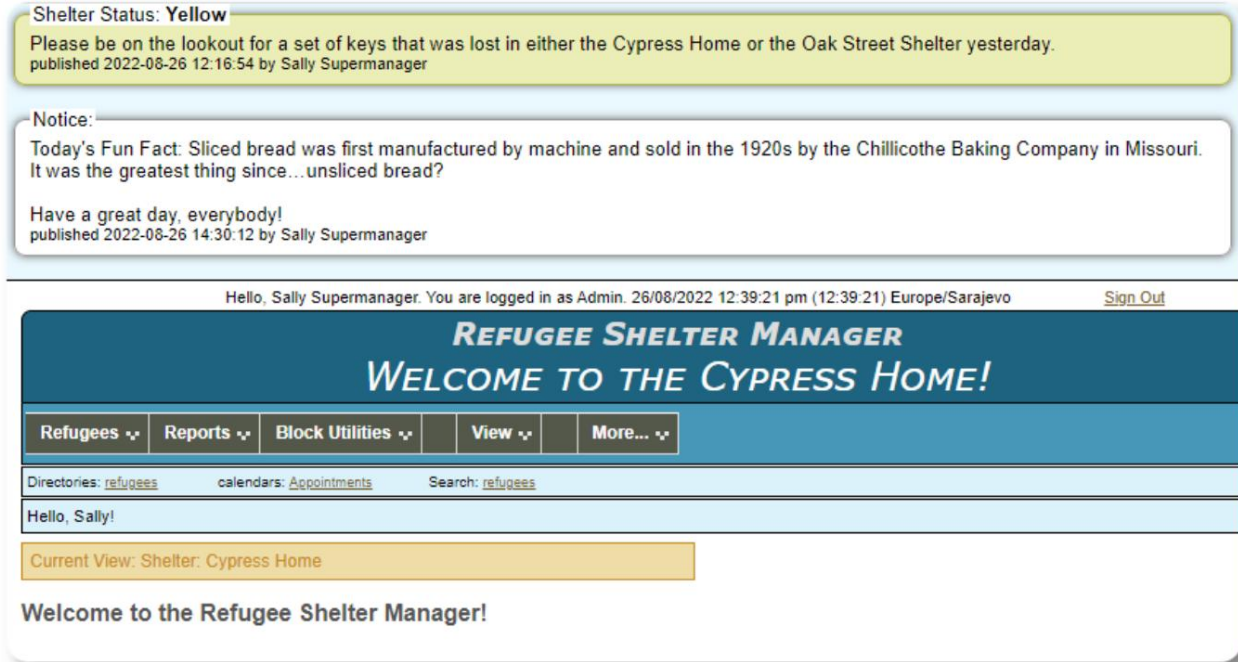 Shelter Status: Yellow
Please be on the lookout for a set of keys that was lost in either the Cypress Home or the Oak Street Shelter yesterday.
published 2022-08-26 12:16:54 by Sally Supermanager
Notice:
Today's Fun Fact: Sliced bread was first manufactured by machine and sold in the 1920s by the Chillicothe Baking Company in Missouri.
It was the greatest thing since...unsliced bread?
Have a great day, everybody!
published 2022-08-26 14:30:12 by Sally Supermanager
Hello, Sally Supermanager. You are logged in as Admin. 26/08/2022 12:39:21 pm (12:39:21) Europe/Sarajevo Sign Out
REFUGEE SHELTER MANAGER
WELCOME TO THE CYPRESS HOME!
Refugees Reports Block Utilities View More...
Directories: refugees calendars: Appointments Search: refugees
Hello, Sally!
Current View: Shelter: Cypress Home
Welcome to the Refugee Shelter Manager!